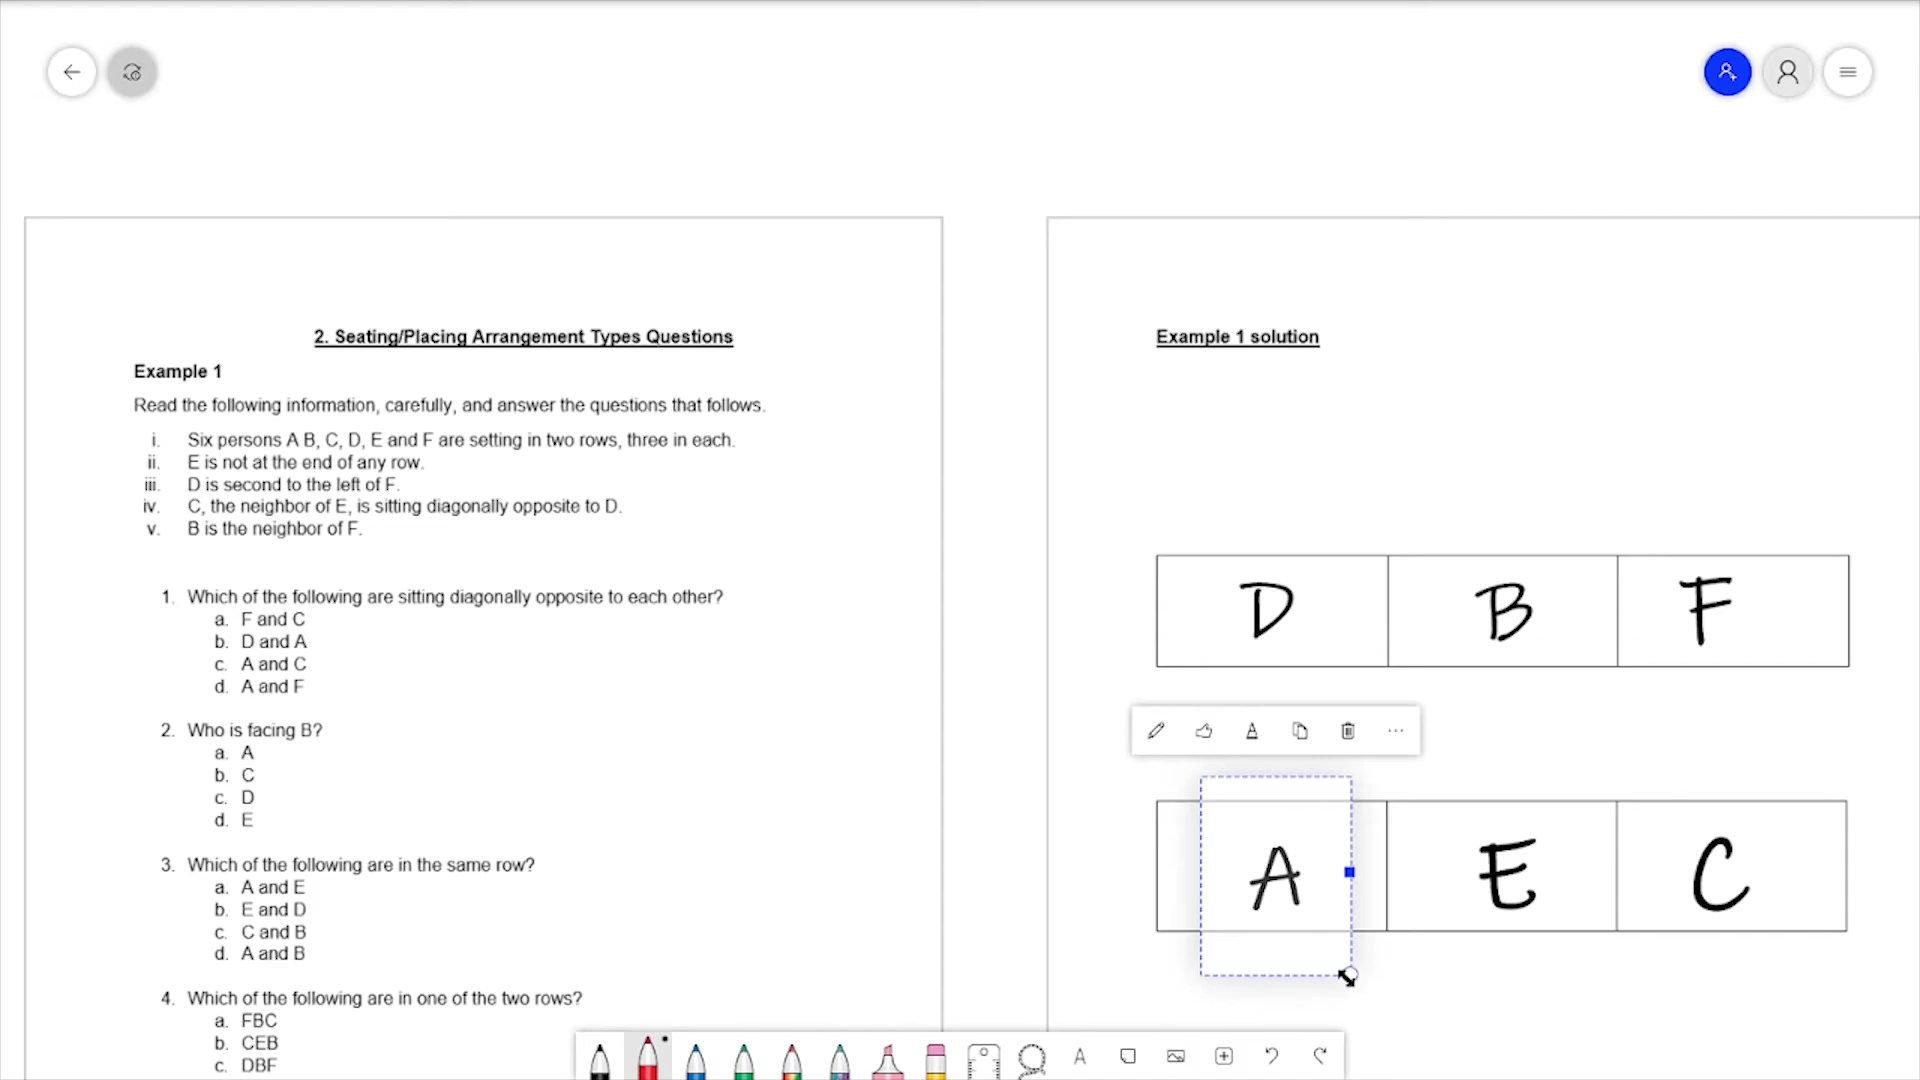 2. Seating/Placing Arrangement Types Questions
Example 1
Read the following information, carefully, and answer the questions that follows.
i. Six persons A B, C, D, E and F are setting in two rows, three in each.
ii. E is not at the end of any row.
iii. D is second to the left of F.
iv. C, the neighbor of E, is sitting diagonally opposite to D.
v. B is the neighbor of F.
1. Which of the following are sitting diagonally opposite to each other?
a. F and C
b. D and A
c. A and C
d. A and F
2. Who is facing B?
a. A
b. C
c. D
d. E
3. Which of the following are in the same row?
a. A and E
b. E and D
c. C and B
d. A and B
4. Which of the following are in one of the two rows?
a. FBC
b. CEB
c. DBF
Example 1 solution
D B F
A E C